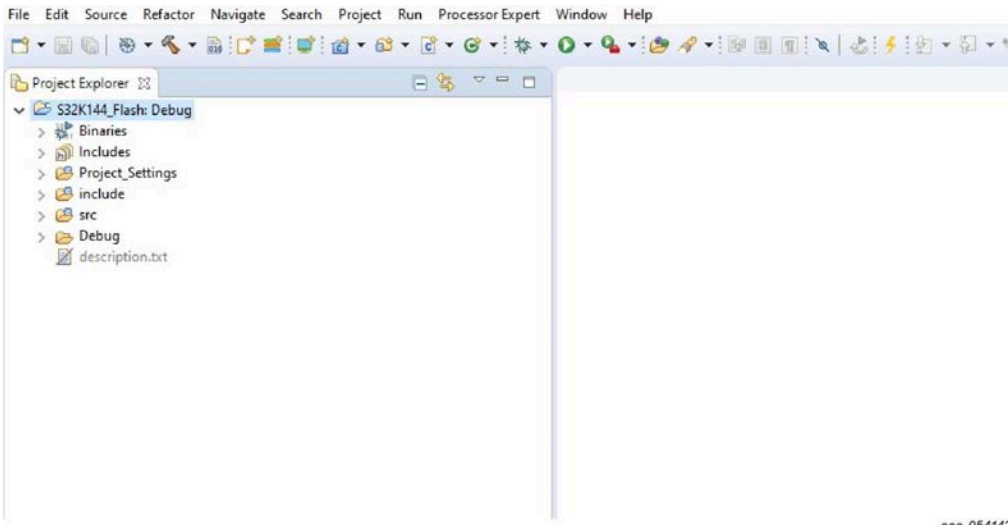 File Edit Source Refactor Navigate Search Project Run Processor Expert Window Help
Project Explorer
S32K144_Flash: Debug
Binaries
Includes
Project_Settings
include
src
Debug
description.txt